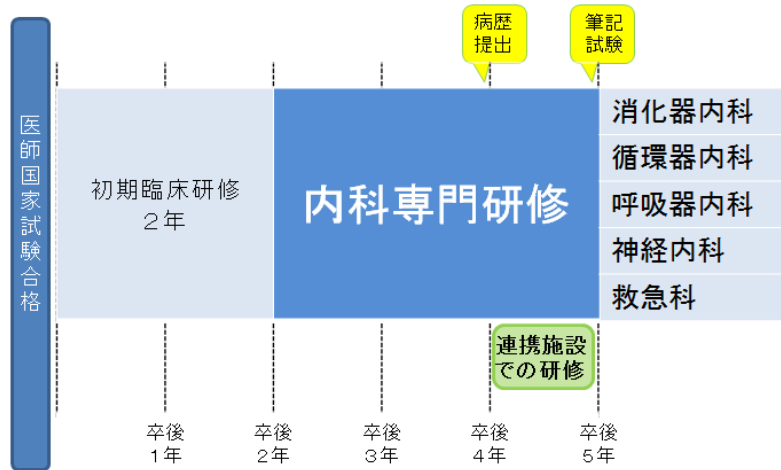 医師国家試験合格
病歴
提出
筆記
試験
初期臨床研修
２年
内科専門研修
消化器内科
循環器内科
呼吸器内科
神経内科
救急科
連携施設
での研修
卒後
１年
卒後
２年
卒後
３年
卒後
４年
卒後
５年